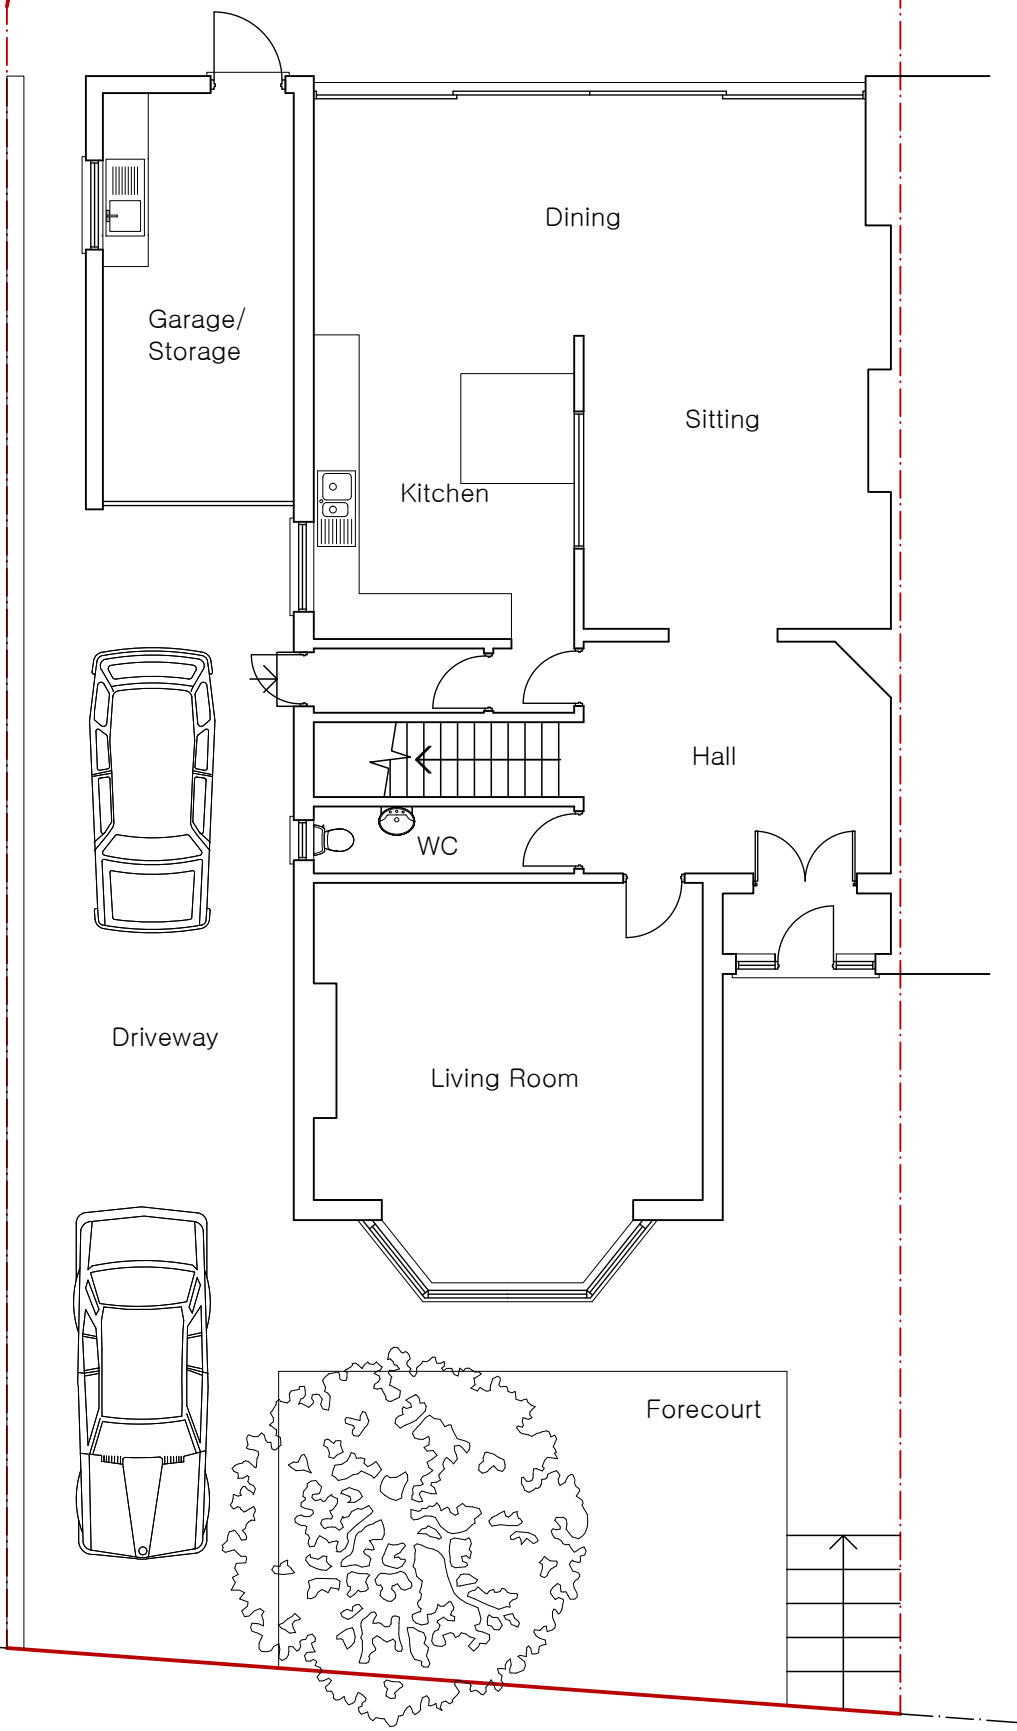 Dining
Garage/
Storage
Sitting
Kitchen
Hall
WC
Driveway
Living Room
Forecourt